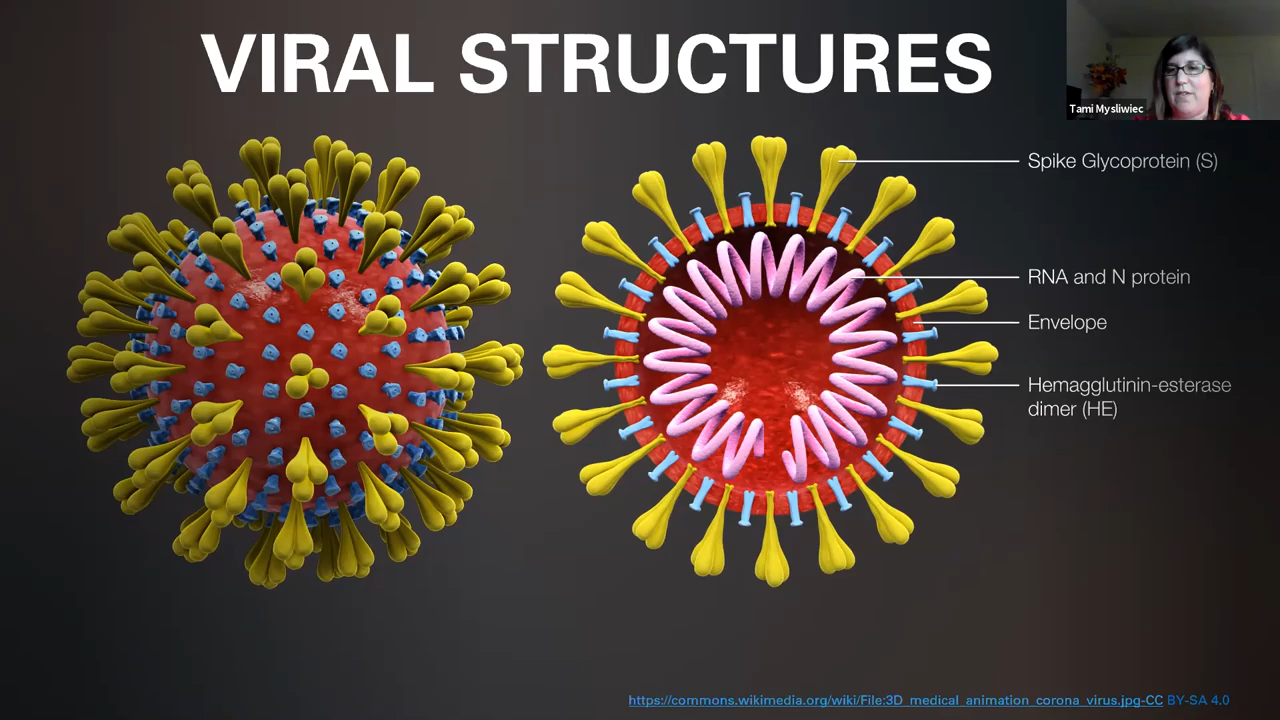 VIRAL STRUCTURES
Tami Mysliwiec
Spike Glycoprotein (S)
RNA and N protein
Envelope
Hemagglutinin-esterase
dimer (HE)
https://commons.wikimedia.org/wiki/File:3D_medical_animation_corona_virus.jpg-CC BY-SA 4.0